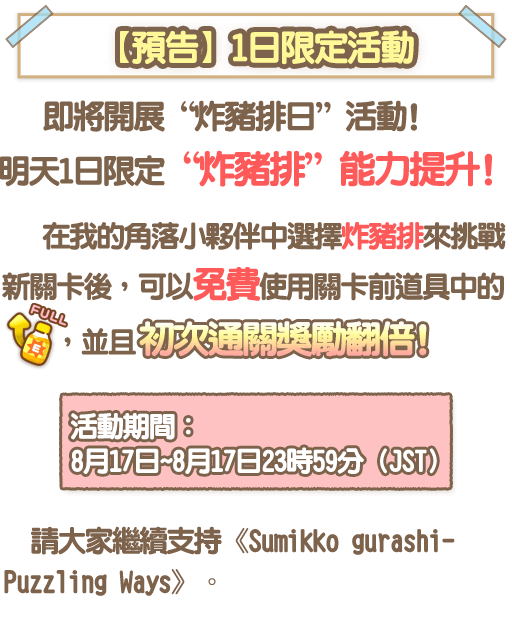 【預告】1日限定活動
即將開展“炸豬排日”活動!
明天1日限定“炸豬排”能力提升!
在我的角落小夥伴中選擇炸豬排來挑戰
新關卡後，可以免費使用關卡前道具中的
FULL
E
，並且初次通關獎勵翻倍!
活動期間：
8月17日~8月17日23時59分（JST）
請大家繼續支持《Sumikko gurashi-
Puzzling Ways》。